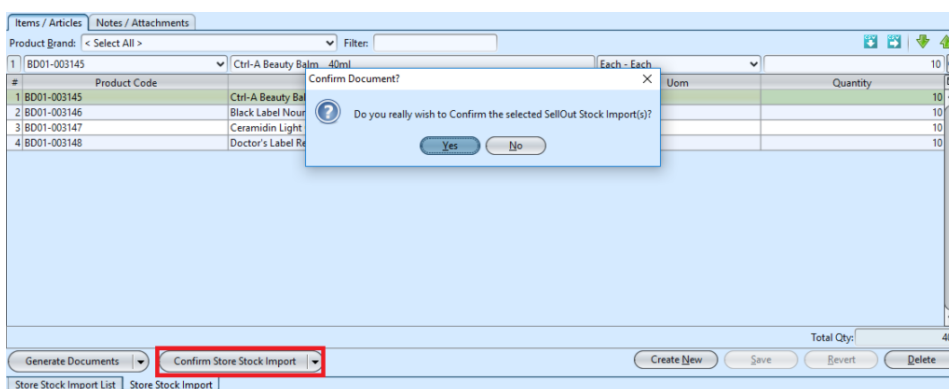 Items / Articles Notes / Attachments
Product Brand: < Select All > Filter:
1 BD01-003145 Ctrl-A Beauty Balm 40ml Each - Each 10
# Product Code Uom Quantity
1 BD01-003145 Ctrl-A Beauty Bal 10
2 BD01-003146 Black Label Nour 10
3 BD01-003147 Ceramidin Light 10
4 BD01-003148 Doctor's Label Re 10
Confirm Document?
Do you really wish to Confirm the selected SellOut Stock Import(s)?
Yes No
Total Qty:
Generate Documents Confirm Store Stock Import Create New Save Revert Delete
Store Stock Import List Store Stock Import